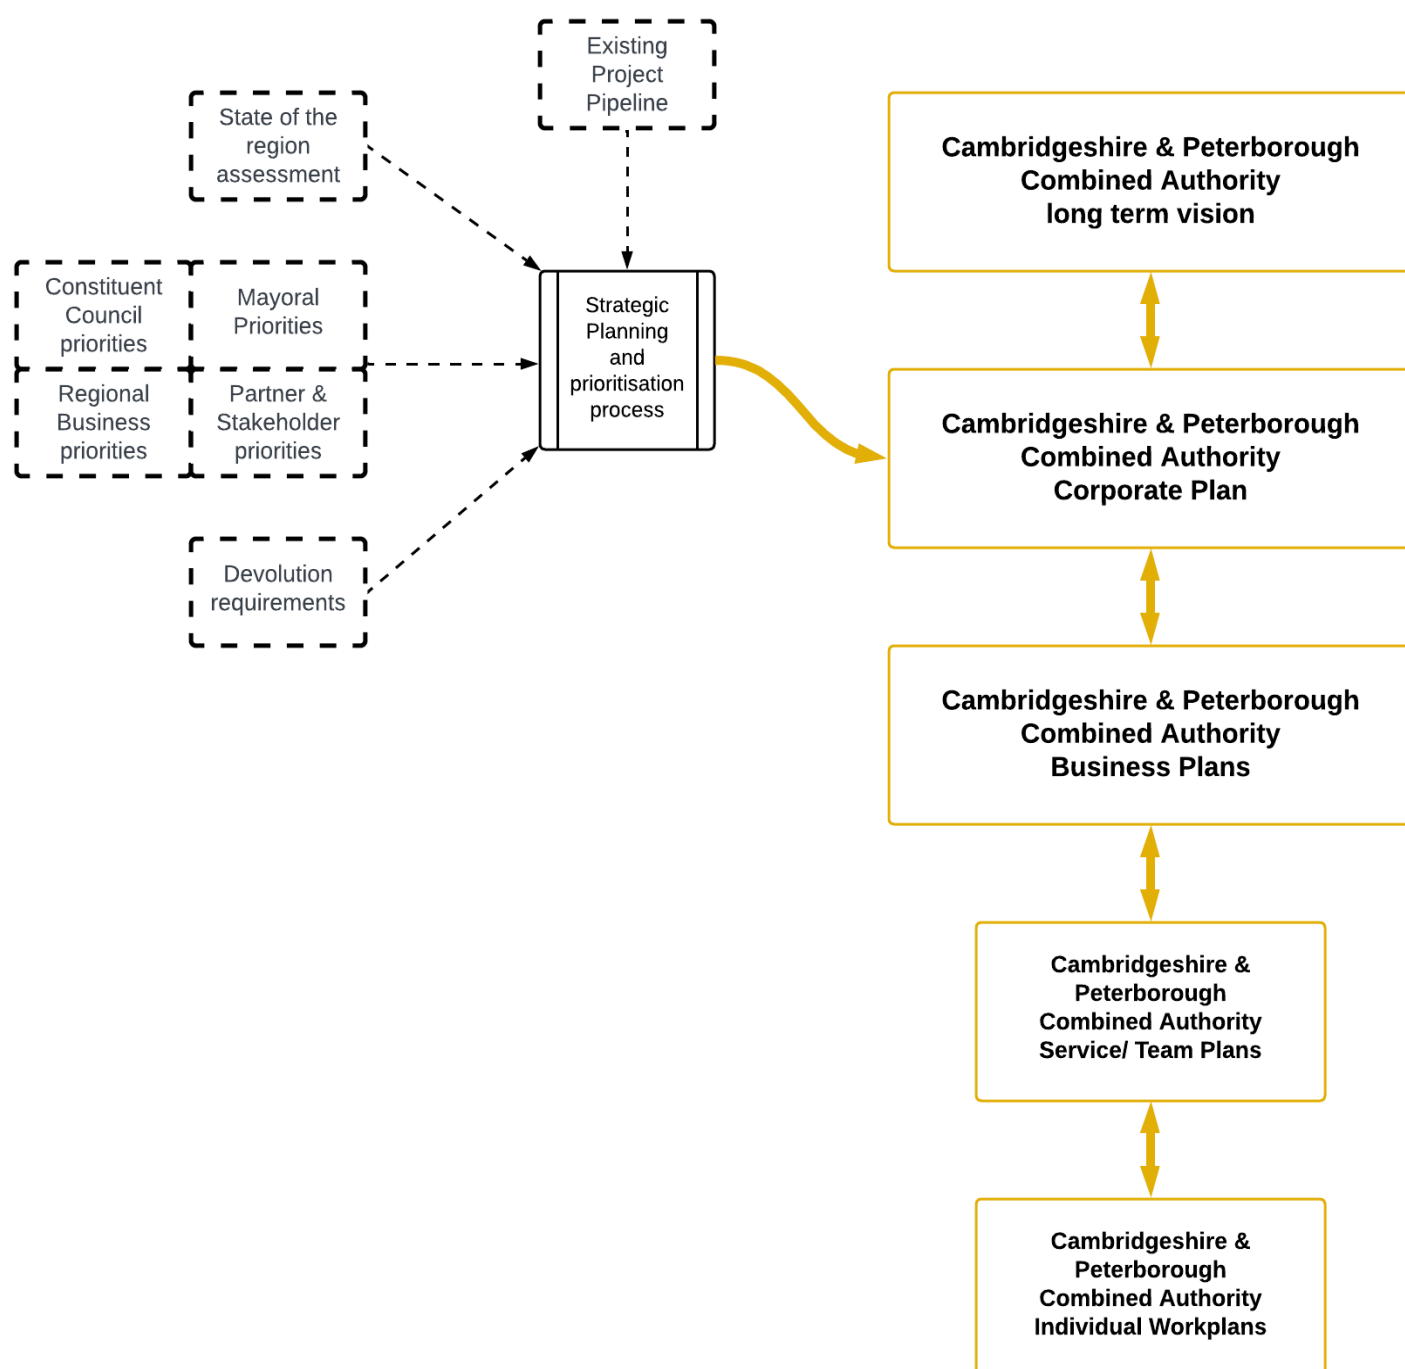 Existing
Project
Pipeline
State of the
region
assessment
Constituent
Council
priorities
Mayoral
Priorities
Regional
Business
priorities
Partner &
Stakeholder
priorities
Devolution
requirements
Strategic
Planning
and
prioritisation
process
Cambridgeshire & Peterborough
Combined Authority
long term vision
Cambridgeshire & Peterborough
Combined Authority
Corporate Plan
Cambridgeshire & Peterborough
Combined Authority
Business Plans
Cambridgeshire &
Peterborough
Combined Authority
Service/ Team Plans
Cambridgeshire &
Peterborough
Combined Authority
Individual Workplans